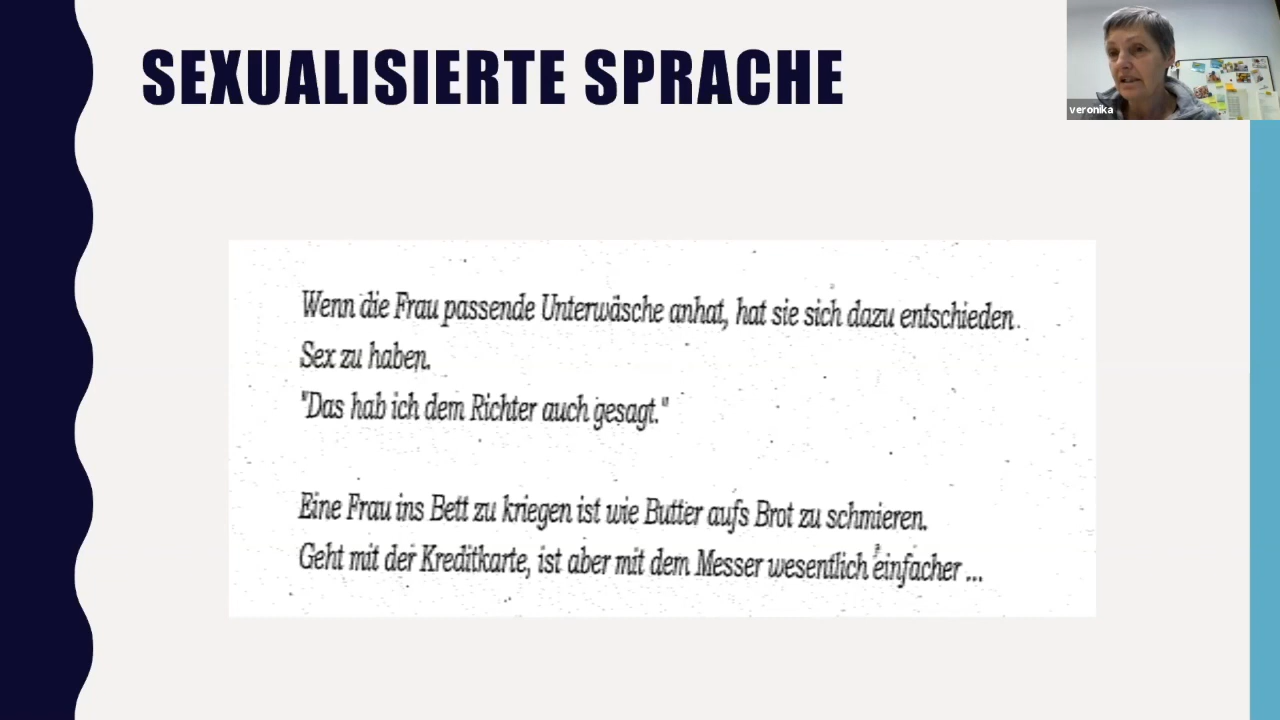 SEXUALISIERTE SPRACHE
veronika
Wenn die Frau passende Unterwäsche anhat, hat sie sich dazu entschieden
Sex zu haben.
"Das hab ich dem Richter auch gesagt."
Eine Frau ins Bett zu kriegen ist wie Butter aufs Brot zu schmieren.
Geht mit der Kreditkarte, ist aber mit dem Messer wesentlich einfacher ...